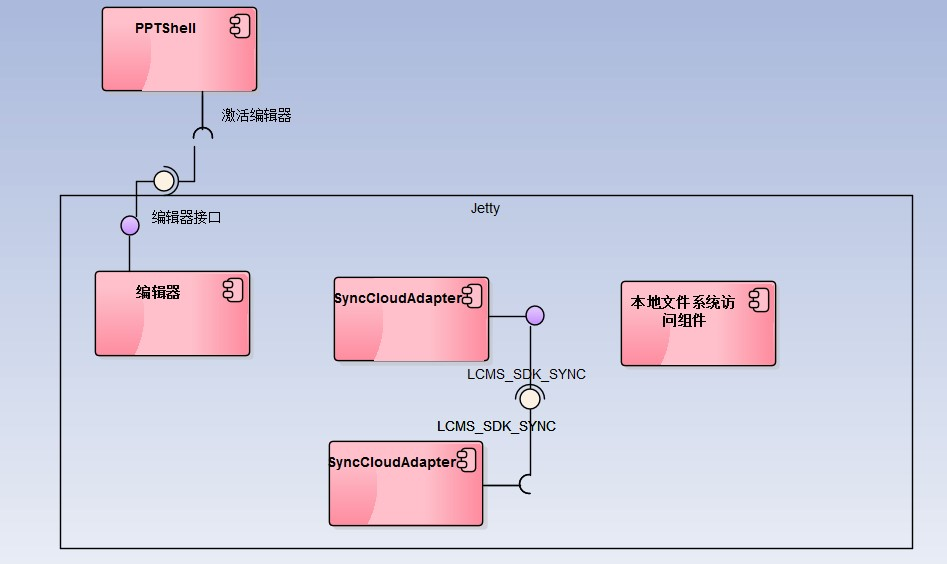 PPTShell
激活编辑器
编辑器接口
Jetty
编辑器
SyncCloudAdapter
本地文件系统访
问组件
LCMS_SDK_SYNC
LCMS_SDK_SYNC
SyncCloudAdapter